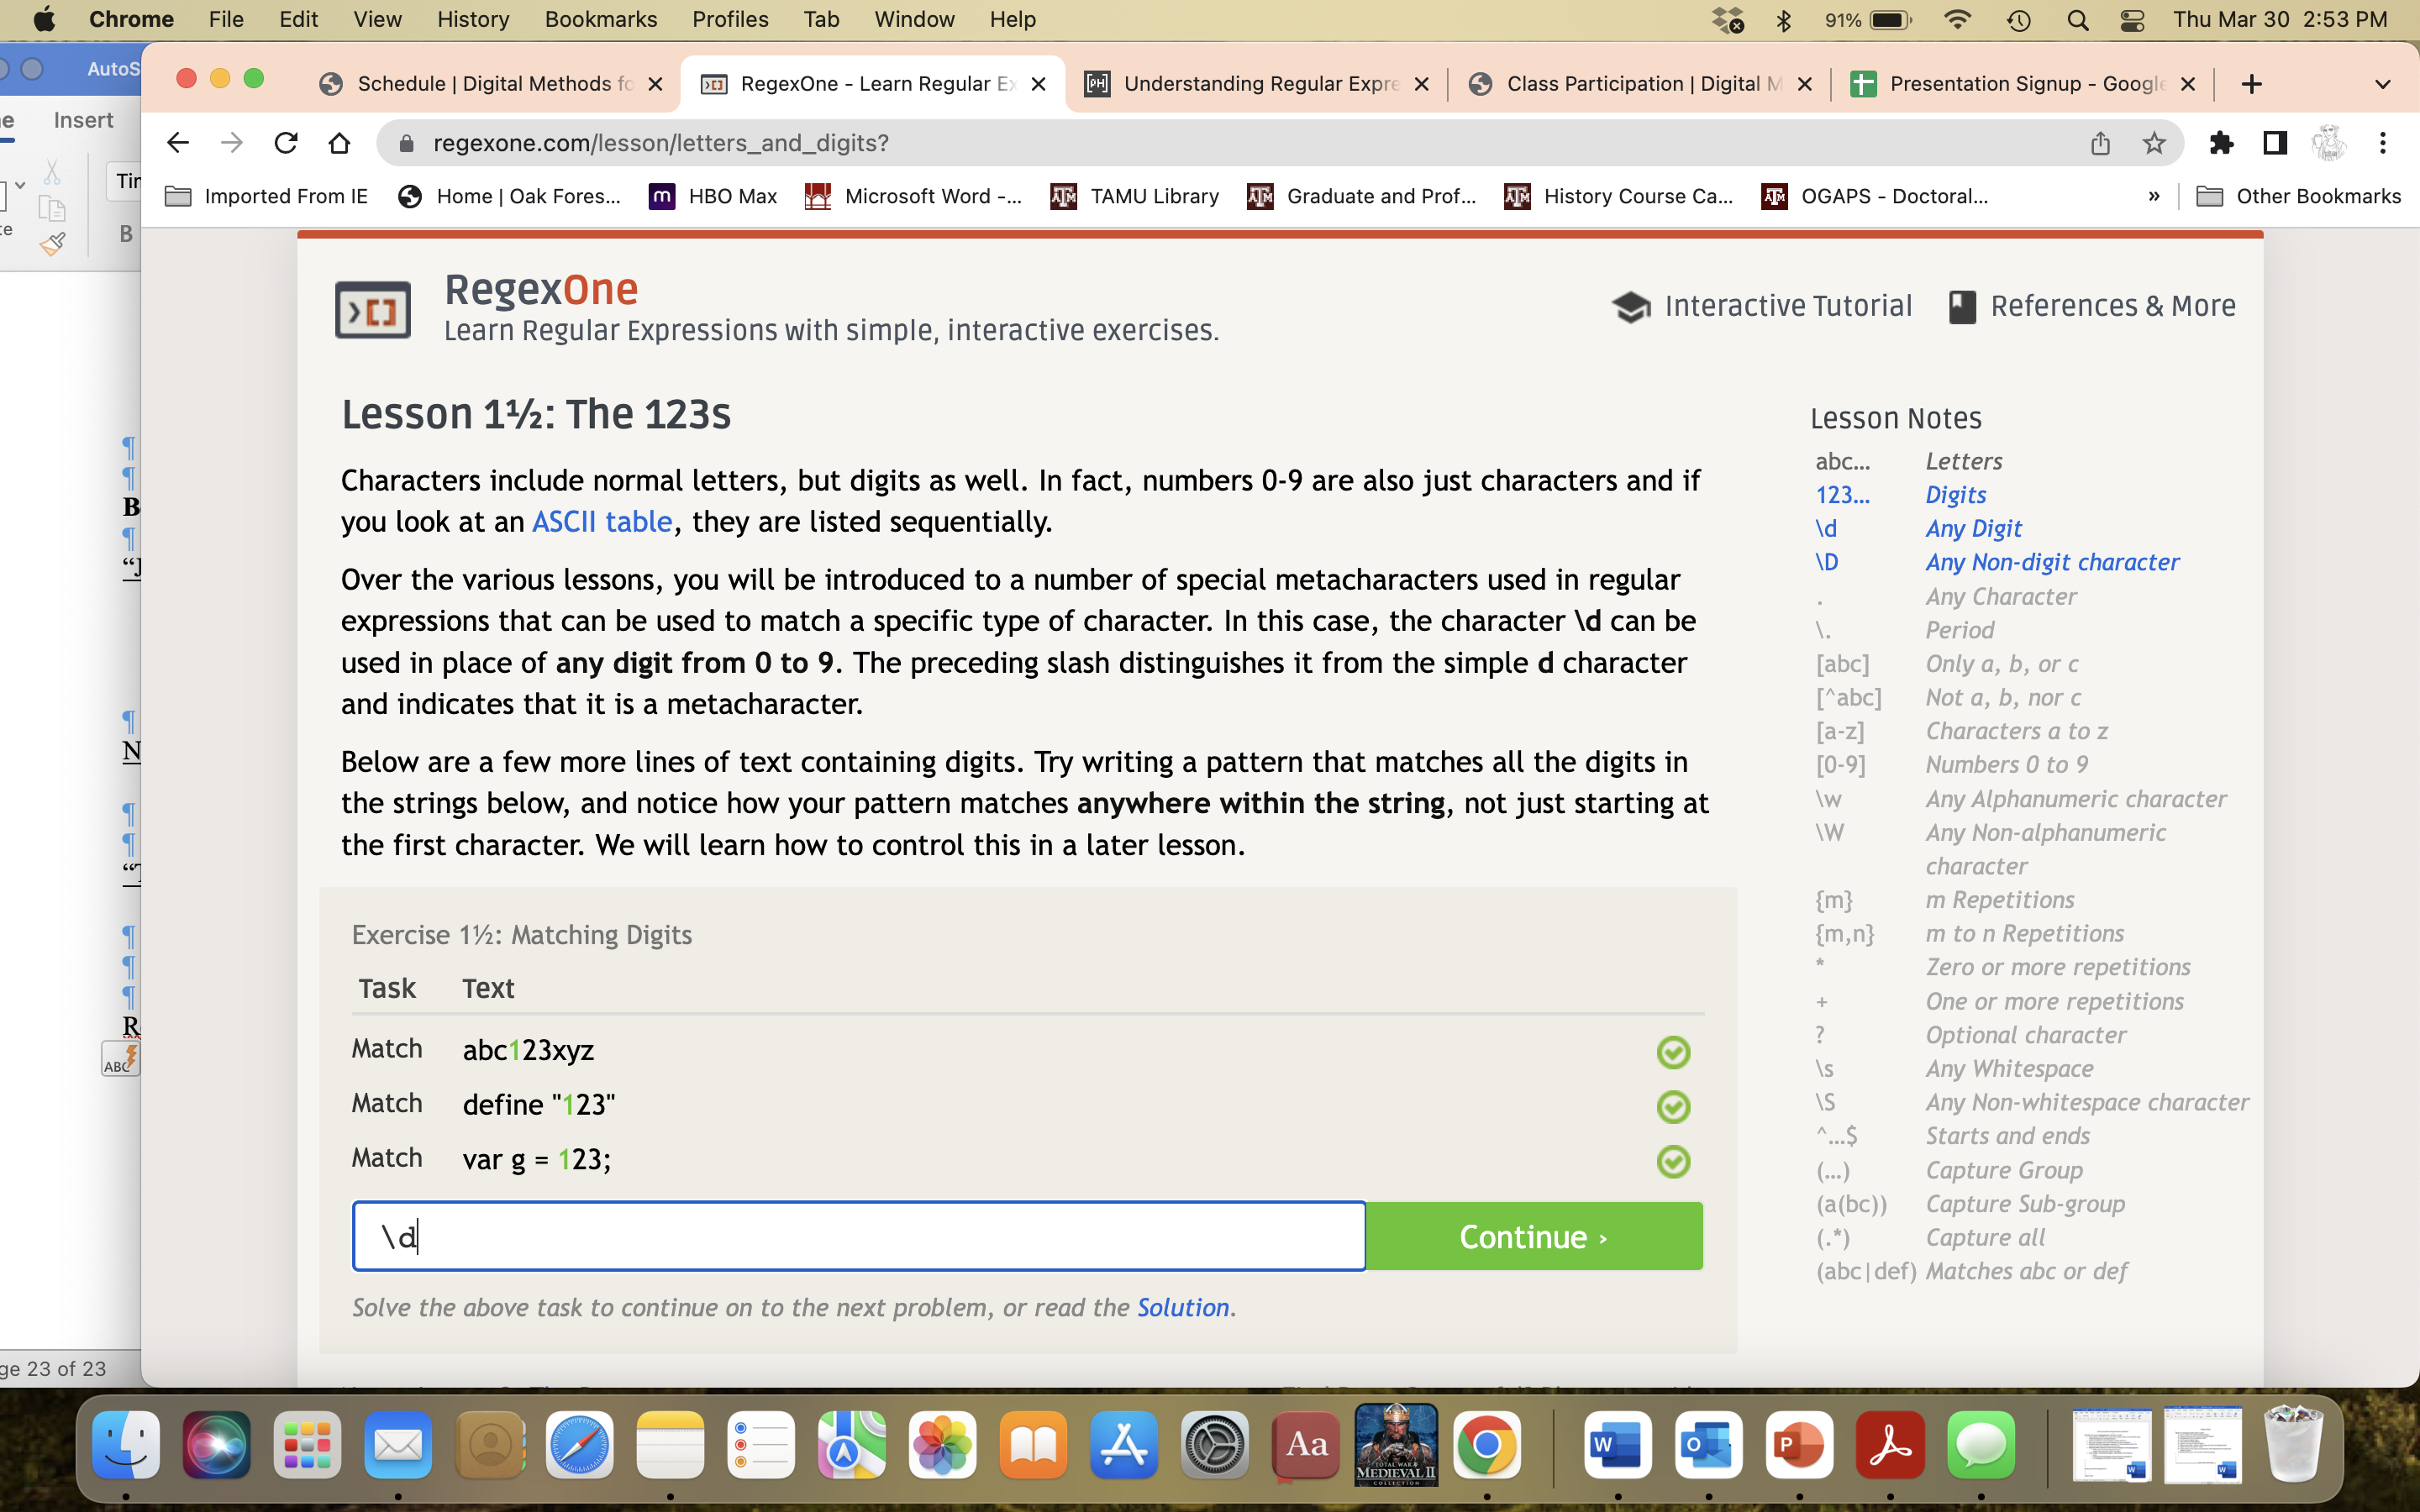 Chrome File Edit View History Bookmarks Profiles Tab Window Help 91% Thu Mar 30 2:53 PM
AutoS
Schedule | Digital Methods fo
RegexOne - Learn Regular Ex
Understanding Regular Expre
Class Participation | Digital M
Presentation Signup - Google
Insert
regexone.com/lesson/letters_and_digits?
Tim
Imported From IE Home | Oak Fores... HBO Max Microsoft Word -... TAMU Library Graduate and Prof... History Course Ca... OGAPS - Doctoral... » Other Bookmarks
B
RegexOne
Learn Regular Expressions with simple, interactive exercises.
Interactive Tutorial References & More
Lesson 1½: The 123s
Characters include normal letters, but digits as well. In fact, numbers 0-9 are also just characters and if
you look at an ASCII table, they are listed sequentially.
Over the various lessons, you will be introduced to a number of special metacharacters used in regular
expressions that can be used to match a specific type of character. In this case, the character \d can be
used in place of any digit from 0 to 9. The preceding slash distinguishes it from the simple d character
and indicates that it is a metacharacter.
Below are a few more lines of text containing digits. Try writing a pattern that matches all the digits in
the strings below, and notice how your pattern matches anywhere within the string, not just starting at
the first character. We will learn how to control this in a later lesson.
Exercise 1½: Matching Digits
Task Text
Match abc123xyz
Match define "123"
Match var g = 123;
\d
Continue ›
Solve the above task to continue on to the next problem, or read the Solution.
Lesson Notes
abc... Letters
123... Digits
\d Any Digit
\D Any Non-digit character
. Any Character
\. Period
[abc] Only a, b, or c
[^abc] Not a, b, nor c
[a-z] Characters a to z
[0-9] Numbers 0 to 9
\w Any Alphanumeric character
\W Any Non-alphanumeric
character
{m} m Repetitions
{m,n} m to n Repetitions
* Zero or more repetitions
+ One or more repetitions
? Optional character
\s Any Whitespace
\S Any Non-whitespace character
^...$ Starts and ends
(...) Capture Group
(a(bc)) Capture Sub-group
(.*) Capture all
(abc|def) Matches abc or def
ABC
ge 23 of 23
Aa
MEDIEVAL II